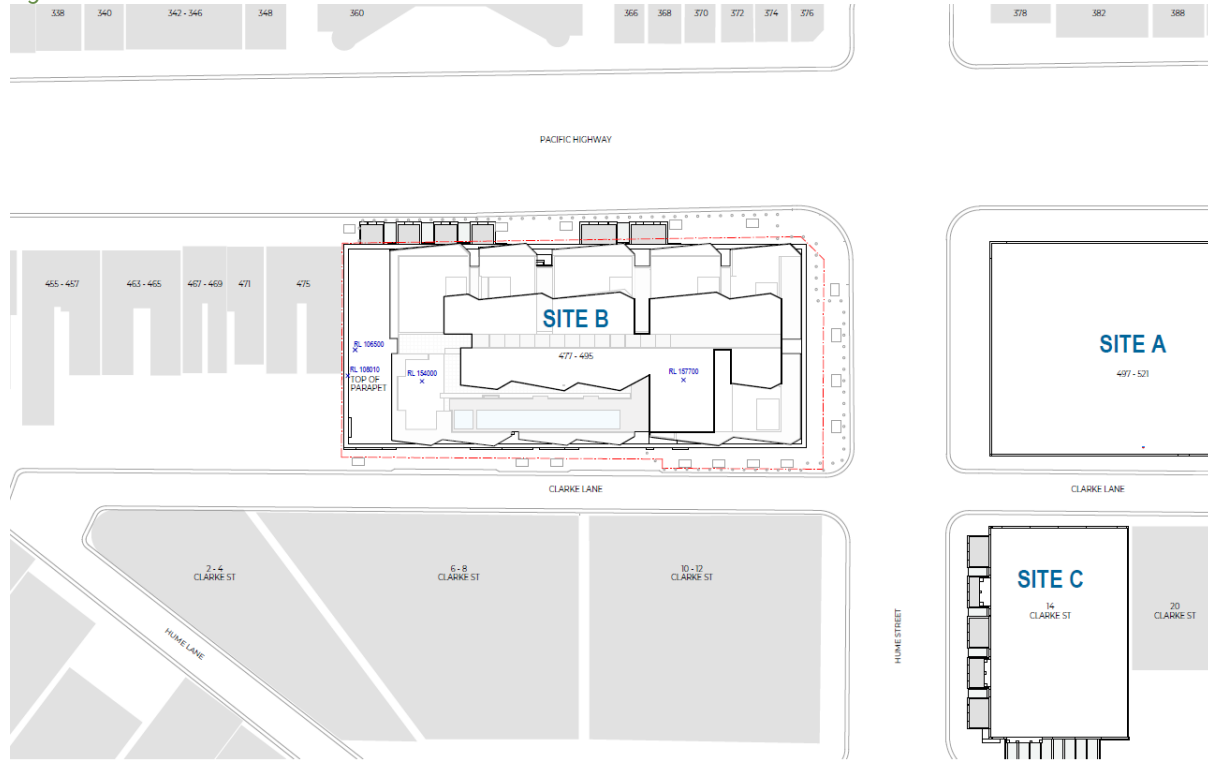 338
340
342 - 346
348
360
366
368
370
372
374
376
378
382
388
PACIFIC HIGHWAY
455 - 457
463 - 465
467 - 469
471
475
SITE B
477 - 495
RL 106500
RL 108010
TOP OF
PARAPET
RL 154000
RL 157700
SITE A
497 - 521
CLARKE LANE
CLARKE LANE
2 - 4
CLARKE ST
6 - 8
CLARKE ST
10 - 12
CLARKE ST
HUME LANE
HUME STREET
SITE C
14
CLARKE ST
20
CLARKE ST